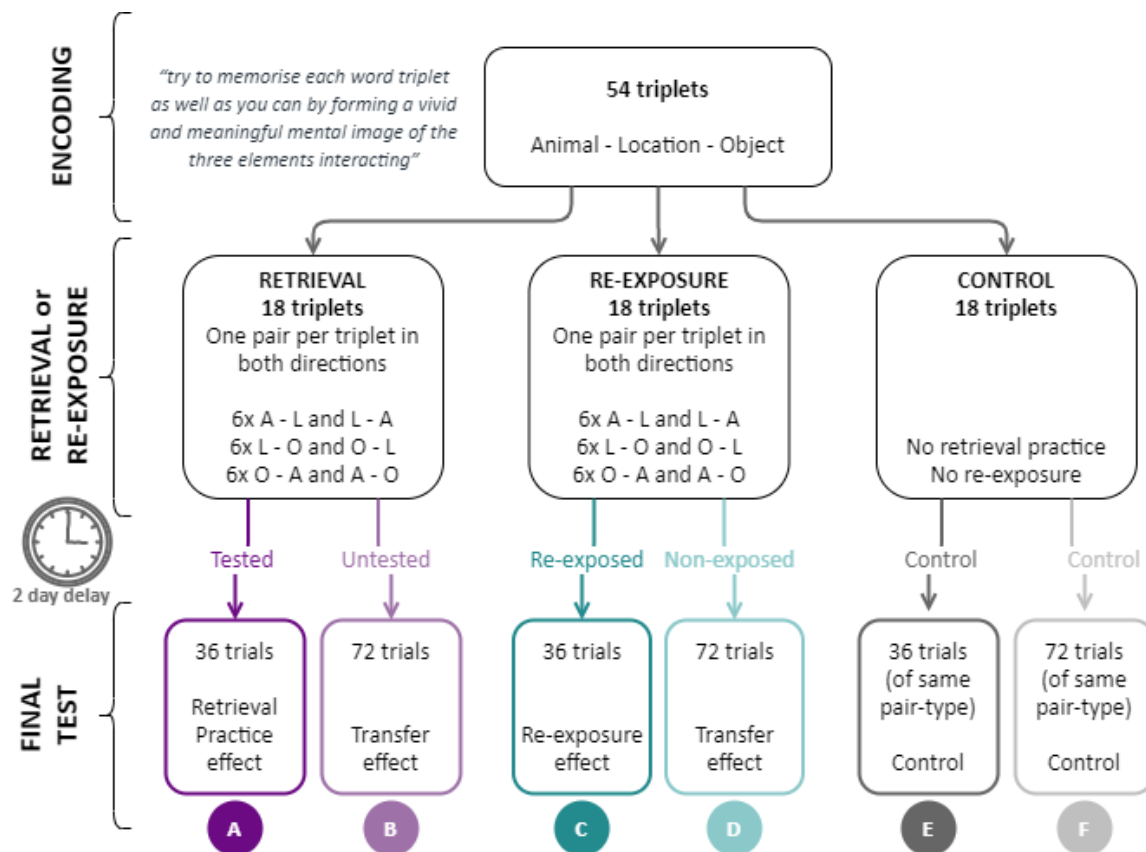 ENCODING
“try to memorise each word triplet
as well as you can by forming a vivid
and meaningful mental image of the
three elements interacting”
54 triplets
Animal - Location - Object
RETRIEVAL or
RE-EXPOSURE
RETRIEVAL
18 triplets
One pair per triplet in
both directions
6x A - L and L - A
6x L - O and O - L
6x O - A and A - O
RE-EXPOSURE
18 triplets
One pair per triplet in
both directions
6x A - L and L - A
6x L - O and O - L
6x O - A and A - O
CONTROL
18 triplets
No retrieval practice
No re-exposure
2 day delay
Tested
Untested
Re-exposed
Non-exposed
Control
Control
FINAL
TEST
36 trials
Retrieval
Practice
effect
72 trials
Transfer
effect
36 trials
Re-exposure
effect
72 trials
Transfer
effect
36 trials
(of same
pair-type)
Control
72 trials
(of same
pair-type)
Control
A
B
C
D
E
F